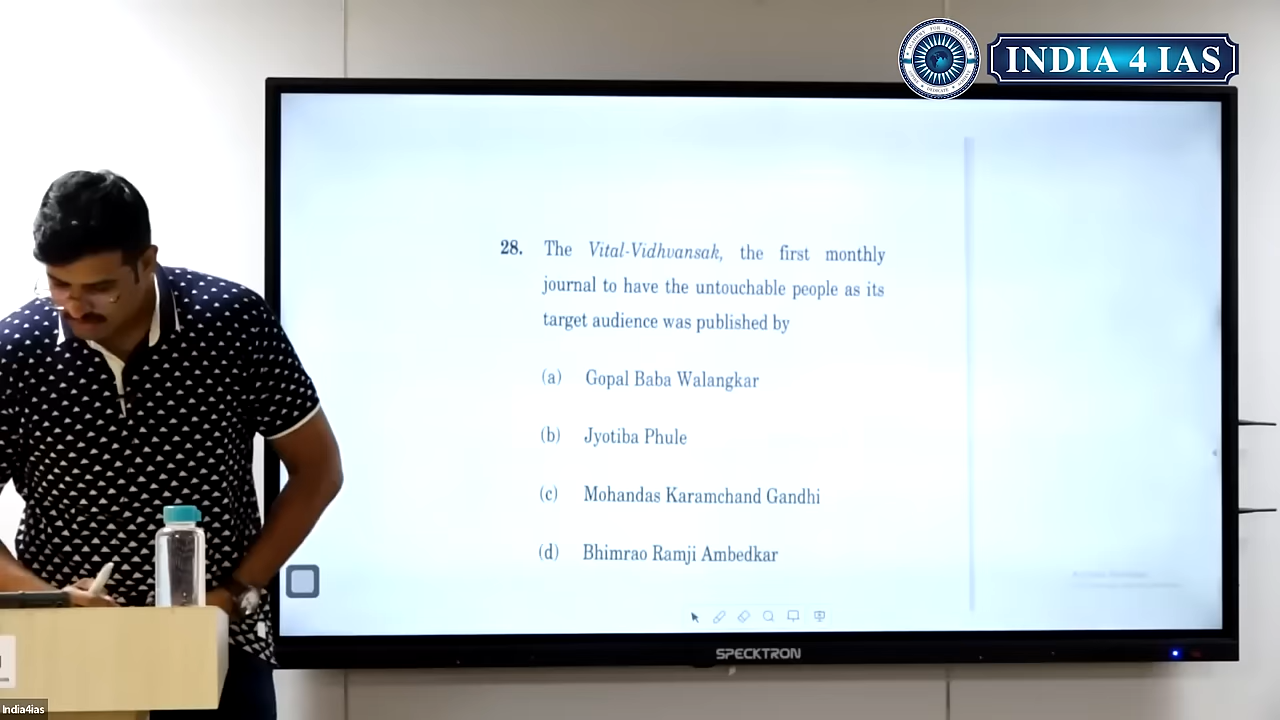 INDIA 4 IAS
28. The Vital-Vidhvansak, the first monthly
journal to have the untouchable people as its
target audience was published by
(a) Gopal Baba Walangkar
(b) Jyotiba Phule
(c) Mohandas Karamchand Gandhi
(d) Bhimrao Ramji Ambedkar
SPECKTRON
India4ias